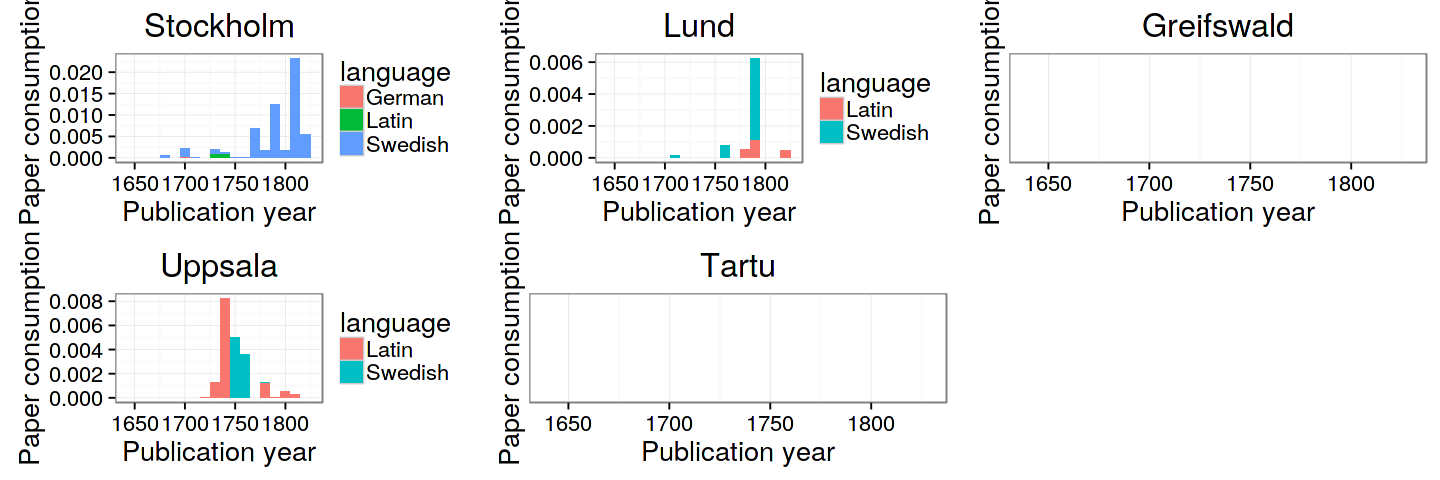 Stockholm
Paper consumption
0.020
0.015
0.010
0.005
0.000
1650 1700 1750 1800
Publication year
language
German
Latin
Swedish
Lund
Paper consumption
0.006
0.004
0.002
0.000
1650 1700 1750 1800
Publication year
language
Latin
Swedish
Greifswald
Paper consumption
1650 1700 1750 1800
Publication year
Uppsala
Paper consumption
0.008
0.006
0.004
0.002
0.000
1650 1700 1750 1800
Publication year
language
Latin
Swedish
Tartu
Paper consumption
1650 1700 1750 1800
Publication year